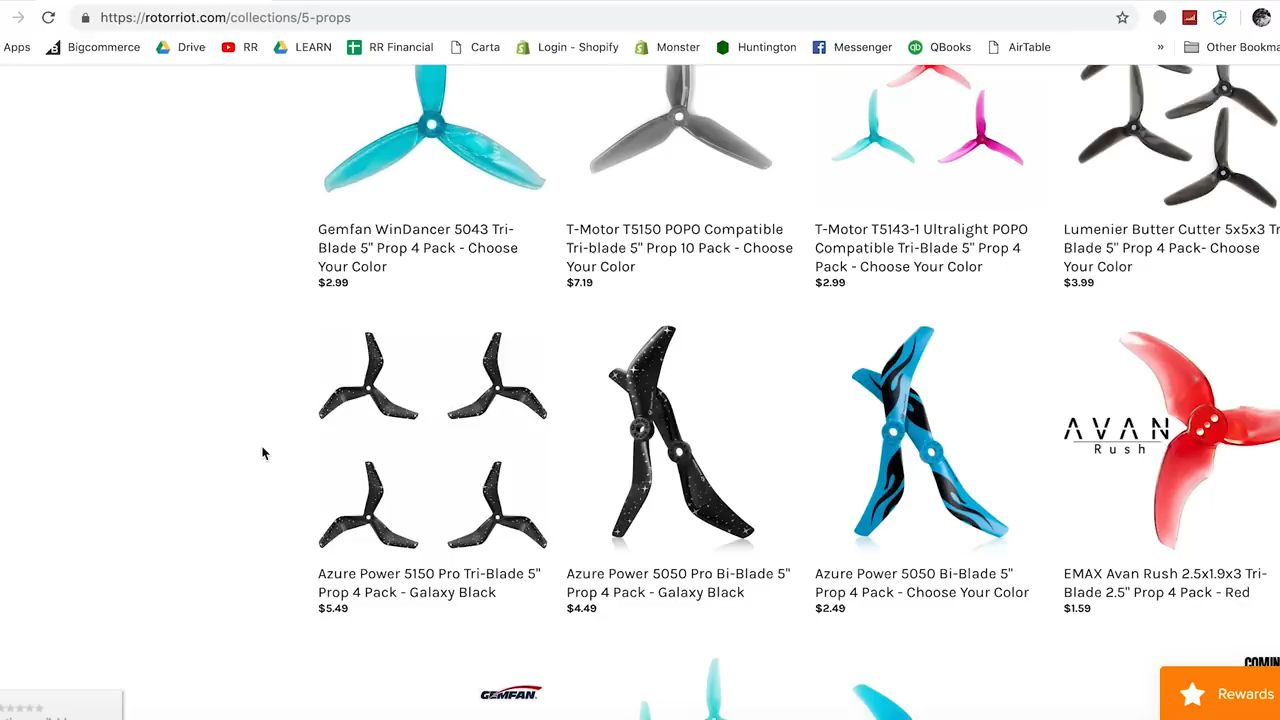 https://rotorriot.com/collections/5-props
Apps Bigcommerce Drive RR LEARN RR Financial Carta Login - Shopify Monster Huntington Messenger QBooks AirTable » Other Bookma
Gemfan WinDancer 5043 Tri-
Blade 5" Prop 4 Pack - Choose
Your Color
$2.99
T-Motor T5150 POPO Compatible
Tri-blade 5" Prop 10 Pack - Choose
Your Color
$7.19
T-Motor T5143-1 Ultralight POPO
Compatible Tri-Blade 5" Prop 4
Pack - Choose Your Color
$2.99
Lumenier Butter Cutter 5x5x3 Tr
Blade 5" Prop 4 Pack- Choose
Your Color
$3.99
AVAN
Rush
Azure Power 5150 Pro Tri-Blade 5"
Prop 4 Pack - Galaxy Black
$5.49
Azure Power 5050 Pro Bi-Blade 5"
Prop 4 Pack - Galaxy Black
$4.49
Azure Power 5050 Bi-Blade 5"
Prop 4 Pack - Choose Your Color
$2.49
EMAX Avan Rush 2.5x1.9x3 Tri-
Blade 2.5" Prop 4 Pack - Red
$1.59
GEMFAN
COMIN
Rewards